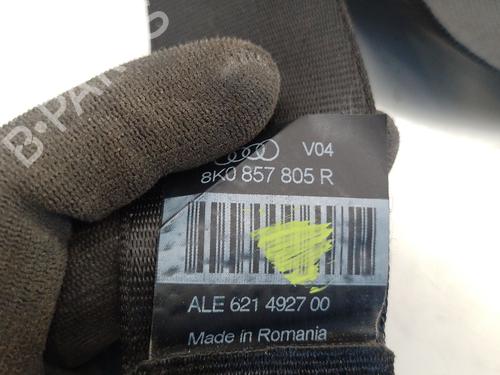 B-PARTS
V04
8K0 857 805 R
ALE 621 4927 00
Made in Romania